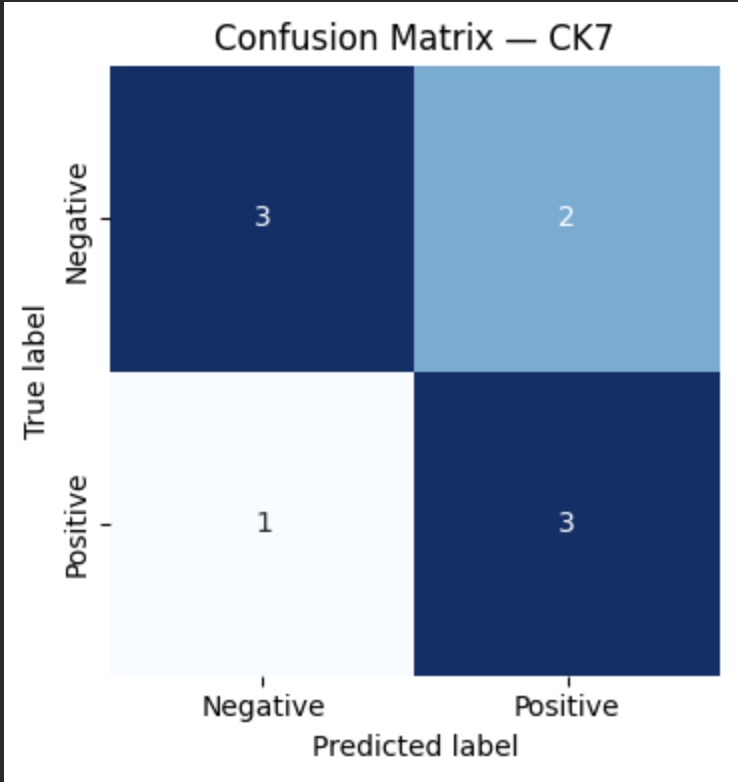 Confusion Matrix — CK7
True label
Negative
3
2
Positive
1
3
Negative
Positive
Predicted label